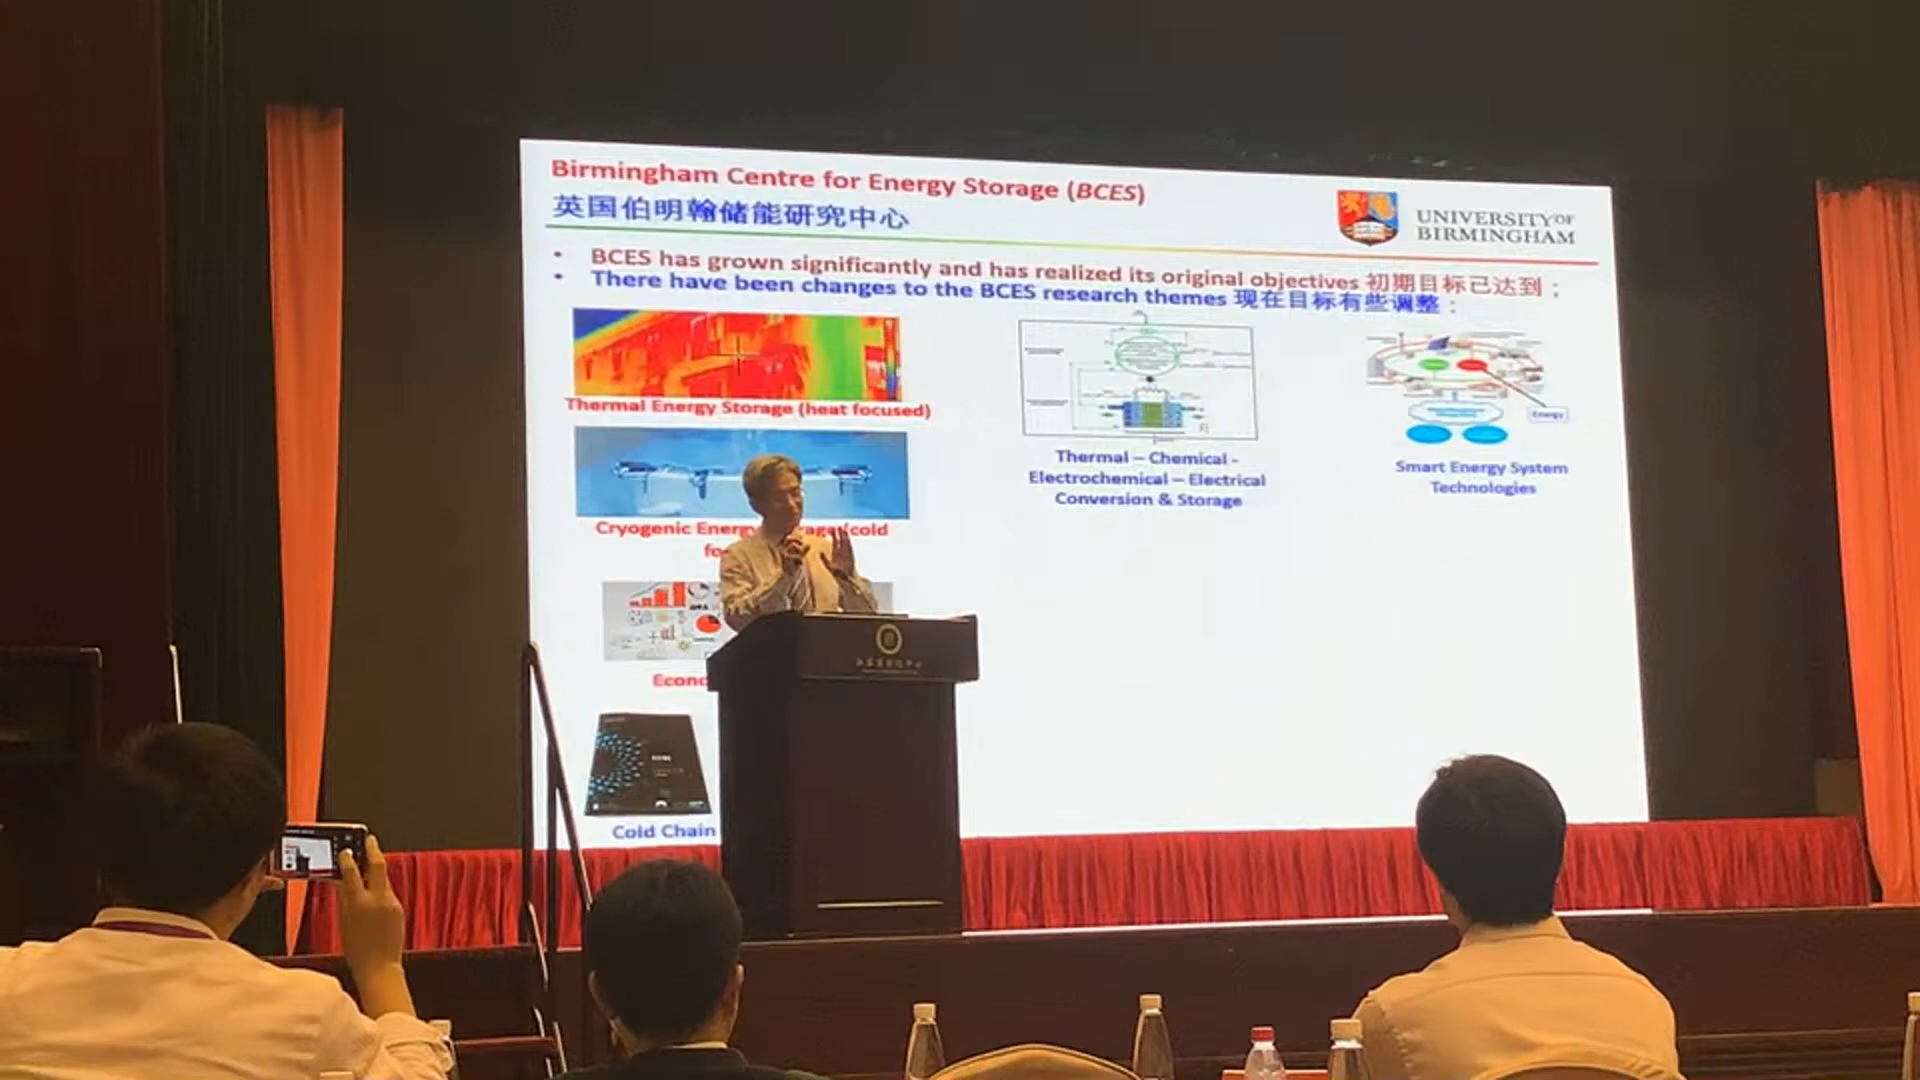 Birmingham Centre for Energy Storage (BCES)
英国伯明翰储能研究中心
UNIVERSITY OF
BIRMINGHAM
• BCES has grown significantly and has realized its original objectives 初期目标已达到；
• There have been changes to the BCES research themes 现在目标有些调整：
Thermal Energy Storage (heat focused)
Cryogenic Energy
(cold
Cold Chain
Thermal – Chemical -
Electrochemical – Electrical
Conversion & Storage
Energy
Smart Energy System
Technologies